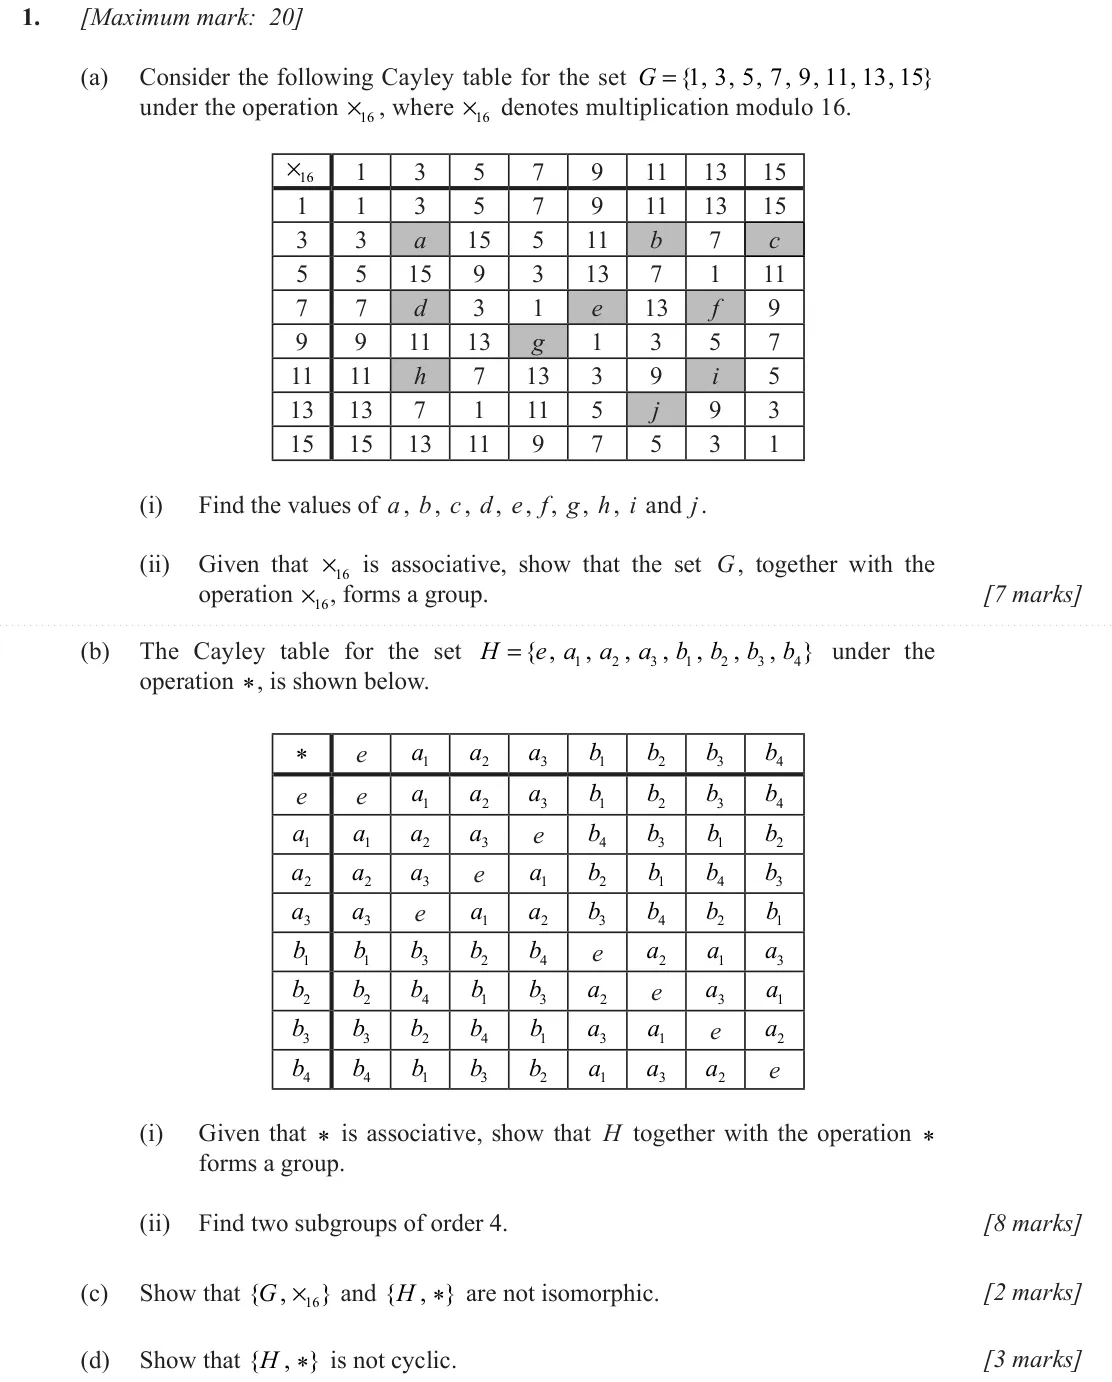 1. [Maximum mark: 20]
(a) Consider the following Cayley table for the set G = {1, 3, 5, 7, 9, 11, 13, 15}
under the operation ×₁₆, where ×₁₆ denotes multiplication modulo 16.
×₁₆ 1 3 5 7 9 11 13 15
1 1 3 5 7 9 11 13 15
3 3 a 15 5 11 b 7 c
5 5 15 9 3 13 7 1 11
7 7 d 3 1 e 13 f 9
9 9 11 13 g 1 3 5 7
11 11 h 7 13 3 9 i 5
13 13 7 1 11 5 j 9 3
15 15 13 11 9 7 5 3 1
(i) Find the values of a, b, c, d, e, f, g, h, i and j.
(ii) Given that ×₁₆ is associative, show that the set G, together with the
operation ×₁₆, forms a group. [7 marks]
(b) The Cayley table for the set H = {e, a₁, a₂, a₃, b₁, b₂, b₃, b₄} under the
operation *, is shown below.
* e a₁ a₂ a₃ b₁ b₂ b₃ b₄
e e a₁ a₂ a₃ b₁ b₂ b₃ b₄
a₁ a₁ a₂ a₃ e b₄ b₃ b₁ b₂
a₂ a₂ a₃ e a₁ b₂ b₁ b₄ b₃
a₃ a₃ e a₁ a₂ b₃ b₄ b₂ b₁
b₁ b₁ b₃ b₂ b₄ e a₂ a₁ a₃
b₂ b₂ b₄ b₁ b₃ a₂ e a₃ a₁
b₃ b₃ b₂ b₄ b₁ a₃ a₁ e a₂
b₄ b₄ b₁ b₃ b₂ a₁ a₃ a₂ e
(i) Given that * is associative, show that H together with the operation *
forms a group.
(ii) Find two subgroups of order 4. [8 marks]
(c) Show that {G, ×₁₆} and {H, *} are not isomorphic. [2 marks]
(d) Show that {H, *} is not cyclic. [3 marks]